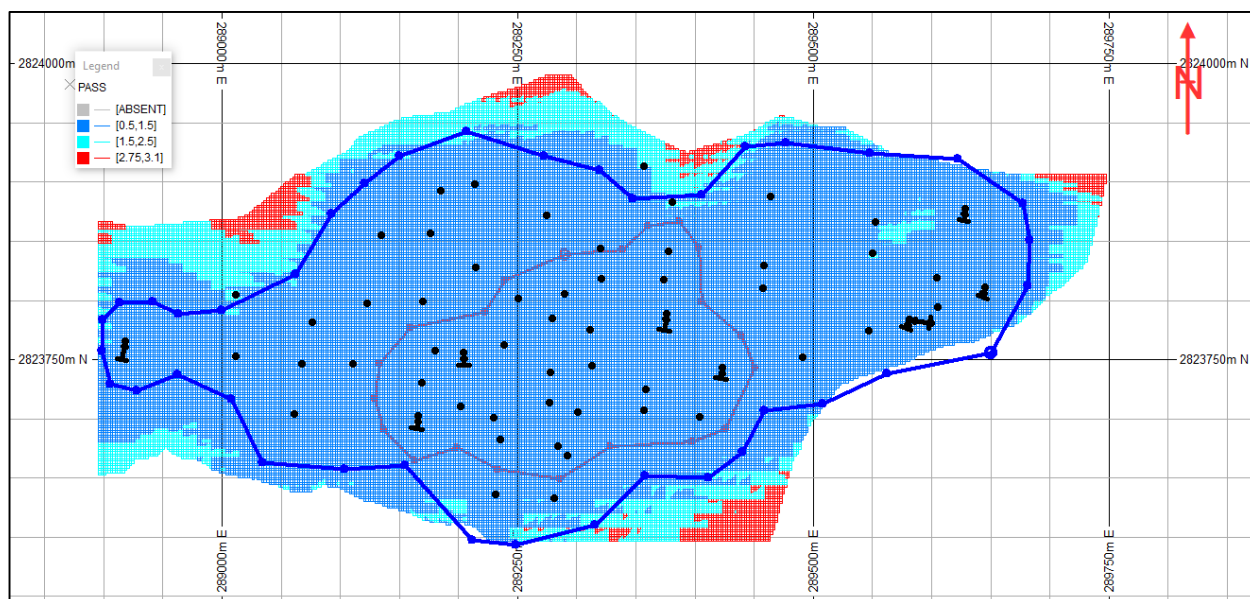 289000m E
289250m E
289500m E
289750m E
2824000m N
2824000m N
N
Legend
PASS
[ABSENT]
[0.5,1.5]
[1.5,2.5]
[2.75,3.1]
2823750m N
2823750m N
289000m E
289250m E
289500m E
289750m E